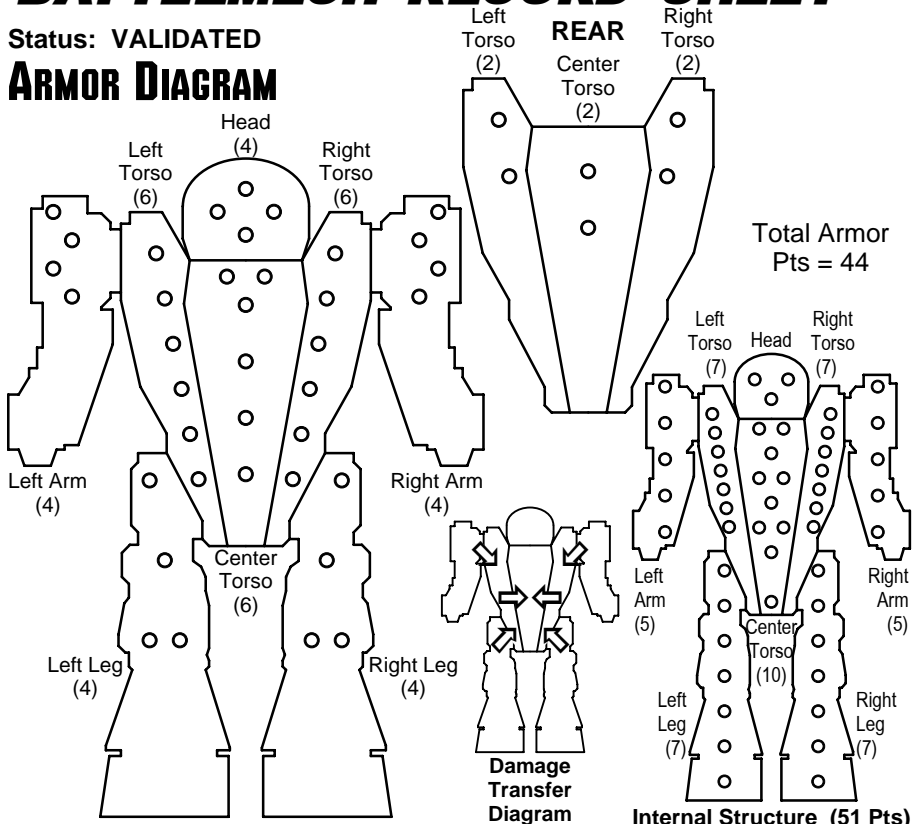 BATTLEMECH RECORD SHEET
Status: VALIDATED
ARMOR DIAGRAM
Left
Torso
(2)
REAR
Right
Torso
(2)
Center
Torso
(2)
Head
(4)
Left
Torso
(6)
Right
Torso
(6)
Total Armor
Pts = 44
Left Arm
(4)
Right Arm
(4)
Center
Torso
(6)
Left Leg
(4)
Right Leg
(4)
Damage
Transfer
Diagram
Left
Torso
(7)
Head
Right
Torso
(7)
Left
Arm
(5)
Right
Arm
(5)
Center
Torso
(10)
Left
Leg
(7)
Right
Leg
(7)
Internal Structure (51 Pts)